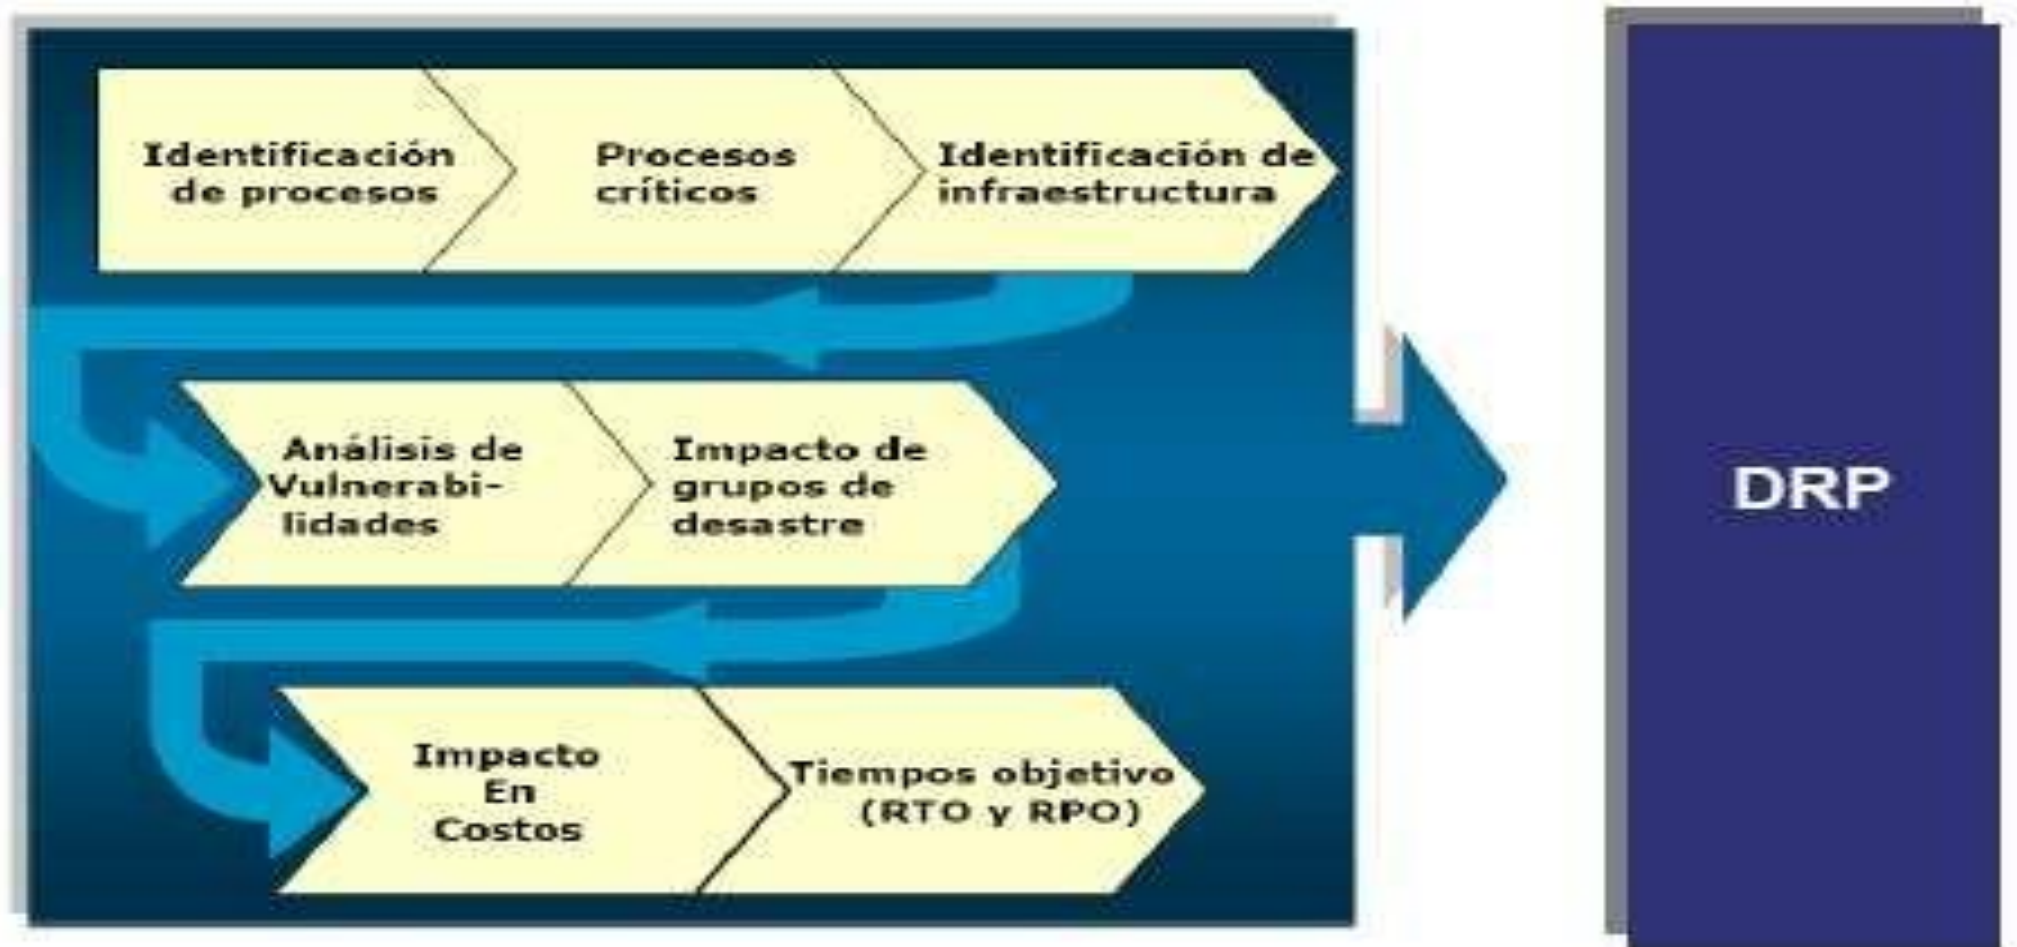 Identificación
de procesos
Procesos
críticos
Identificación de
infraestructura
Análisis de
Vulnerabi-
lidades
Impacto de
grupos de
desastre
Impacto
En
Costos
Tiempos objetivo
(RTO y RPO)
DRP